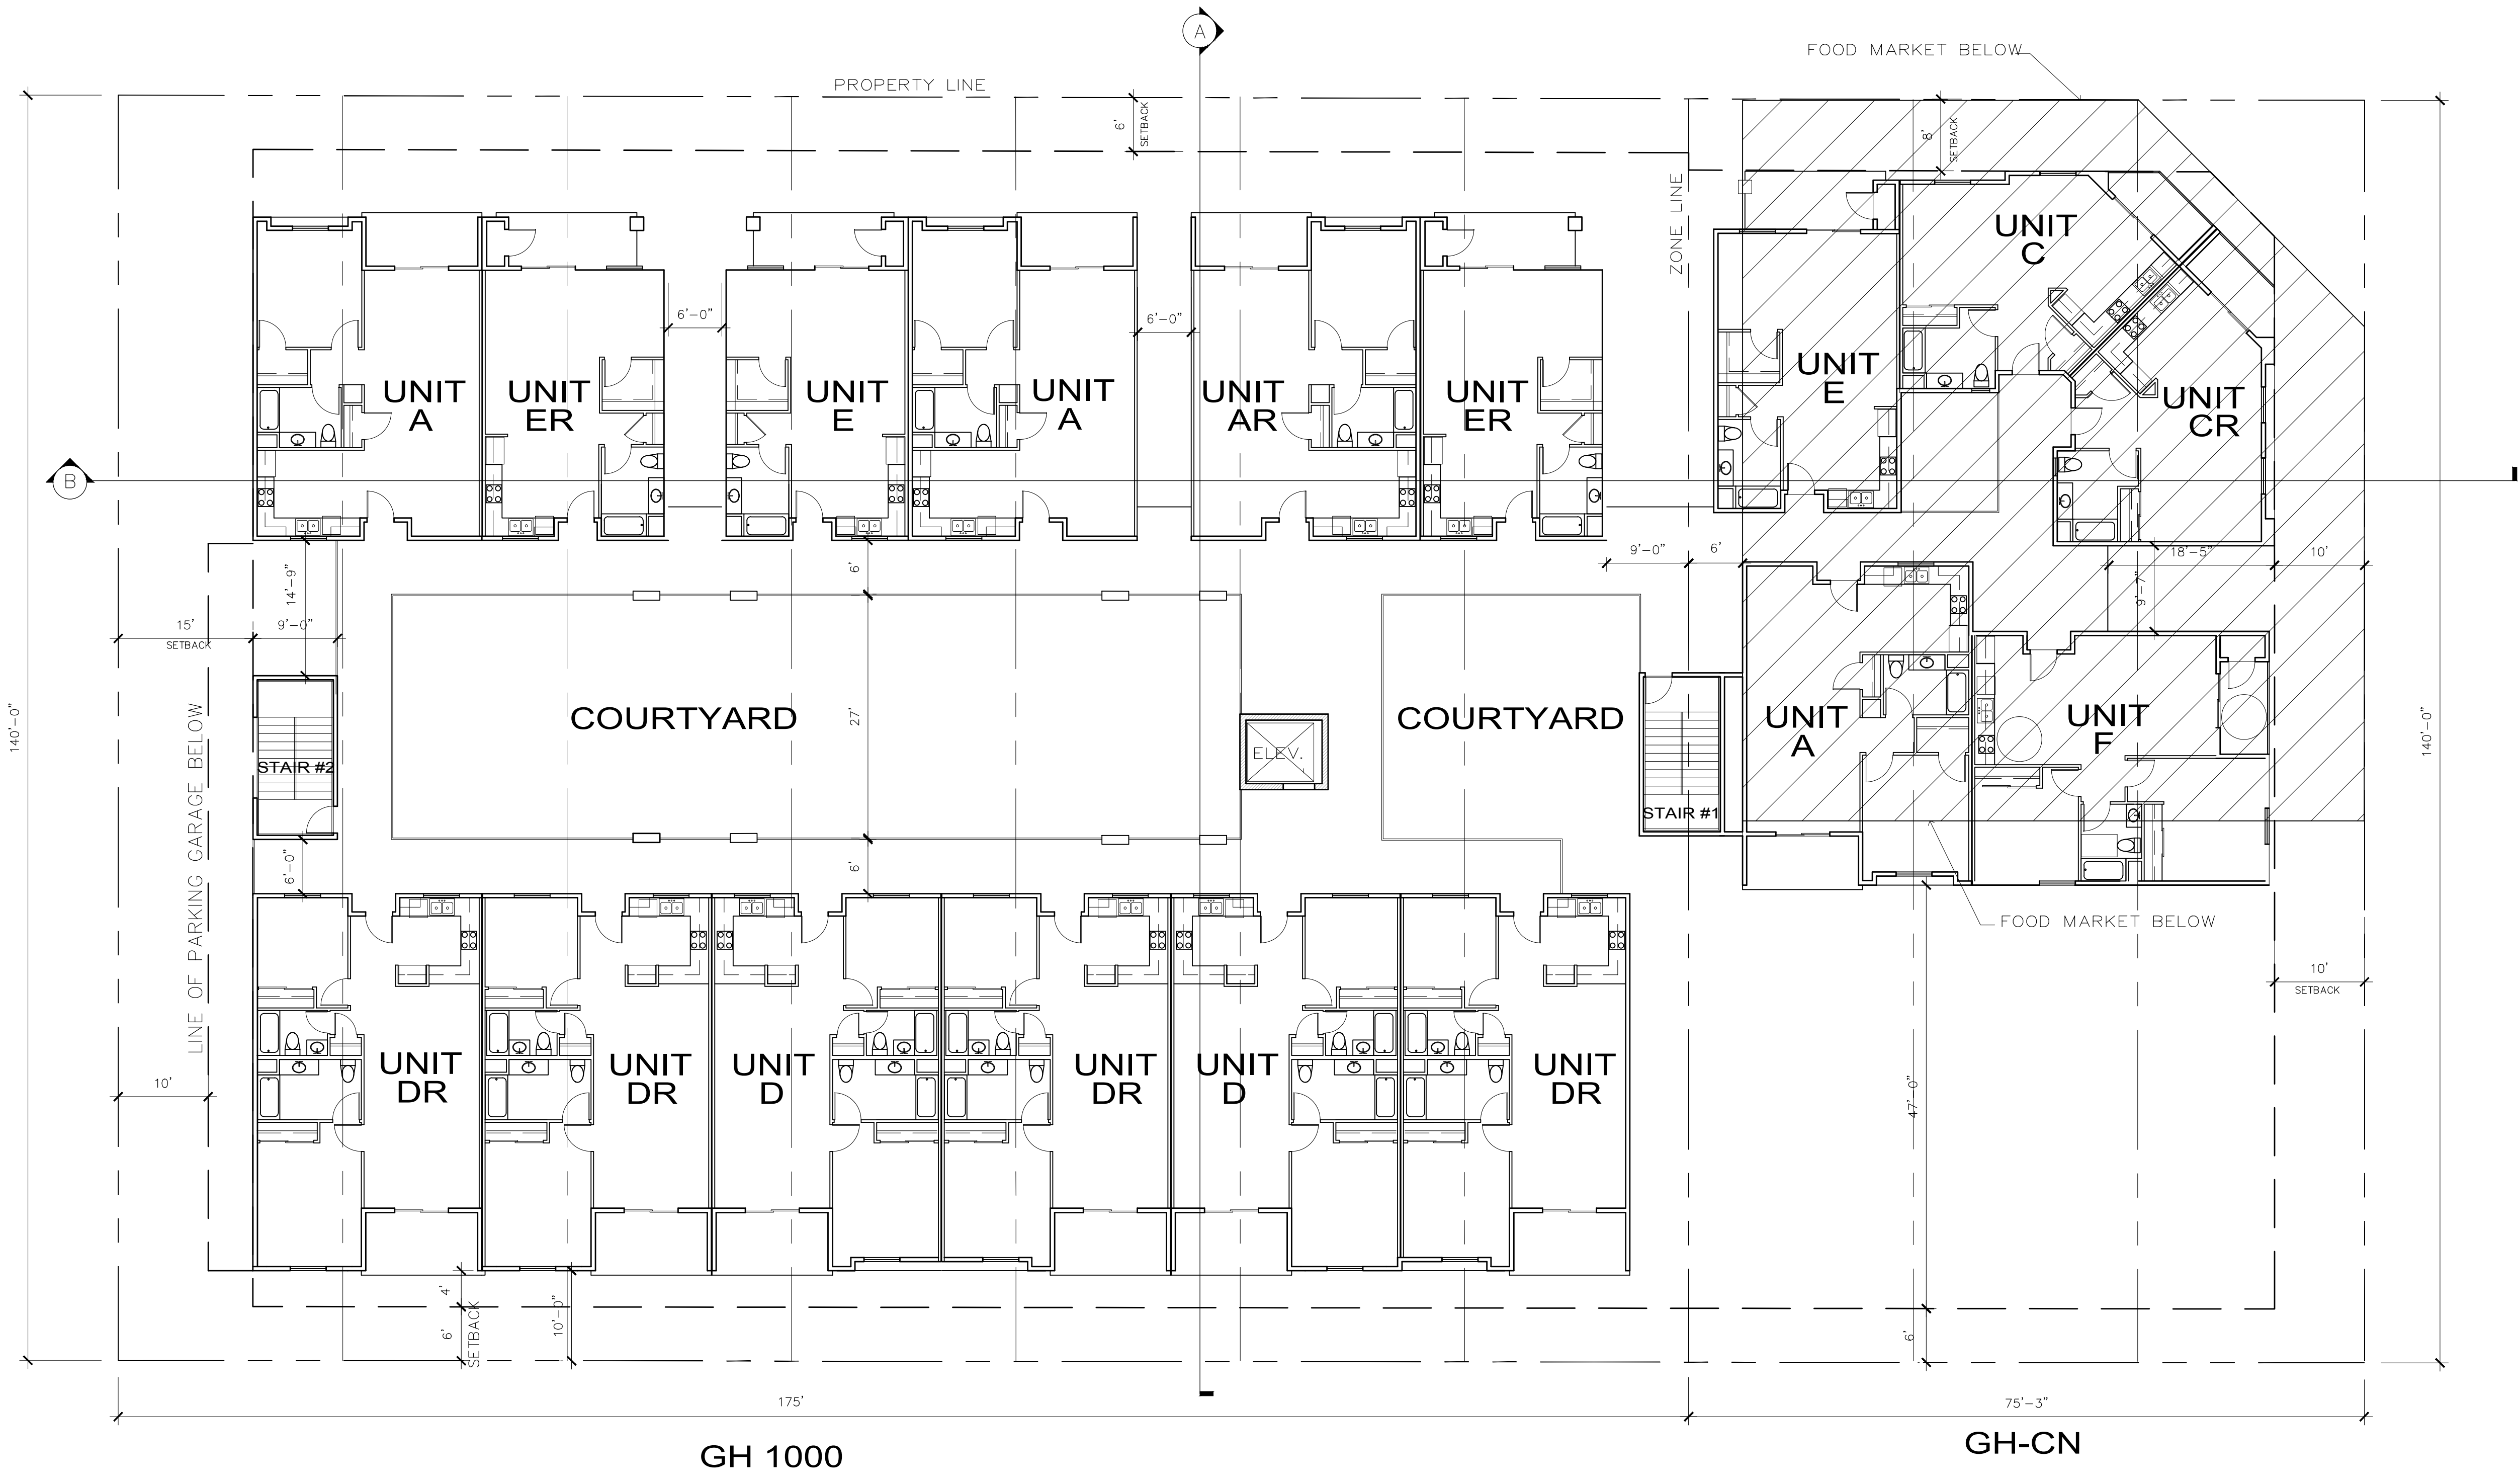 A
FOOD MARKET BELOW
PROPERTY LINE
6'
SETBACK
8'
SETBACK
ZONE LINE
UNIT
C
6'-0"
6'-0"
UNIT
A
UNIT
ER
UNIT
E
UNIT
A
UNIT
AR
UNIT
ER
UNIT
E
UNIT
CR
B
14'-9"
6'
9'-0"
6'
18'-5"
10'
9'-7"
15'
SETBACK
9'-0"
140'-0"
LINE OF PARKING GARAGE BELOW
COURTYARD
27'
ELEV.
COURTYARD
UNIT
A
UNIT
F
140'-0"
STAIR #2
STAIR #1
6'-0"
6'
FOOD MARKET BELOW
10'
SETBACK
10'
UNIT
DR
UNIT
DR
UNIT
D
UNIT
DR
UNIT
D
UNIT
DR
47'-0"
4'
6'
SETBACK
10'-0"
6'
175'
75'-3"
GH 1000
GH-CN